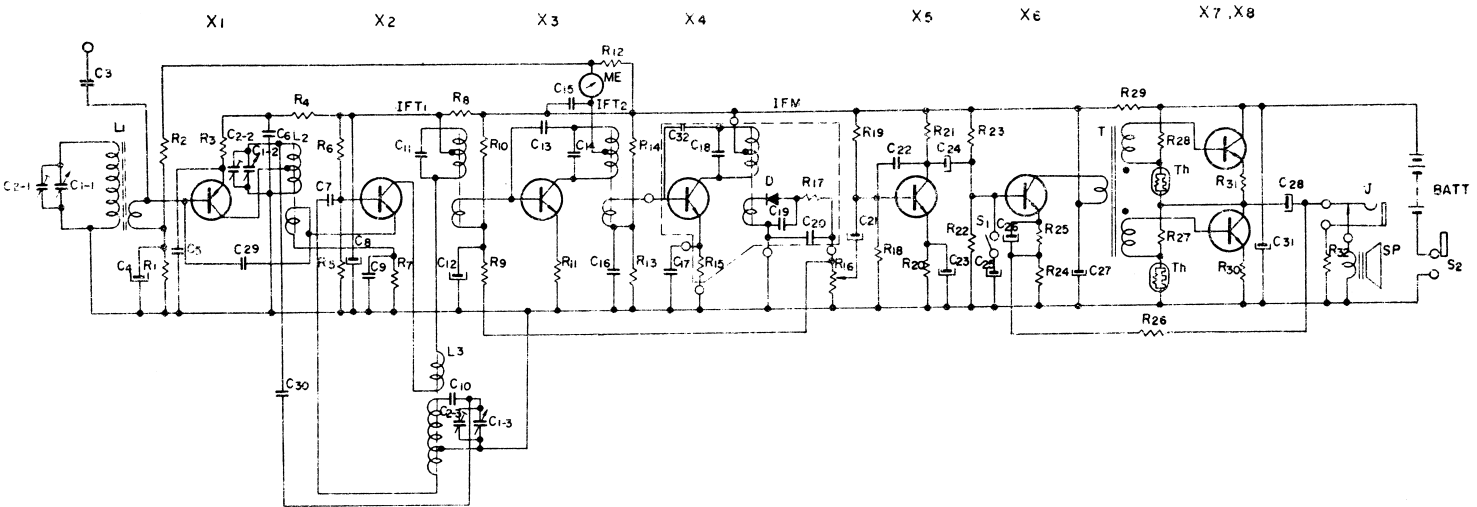 X1 X2 X3 X4 X5 X6 X7, X8
R12
C3 ME
C15
R4 IFT1 R8 IFT2 IFM R29
L1 R2 R3 C2-2 C1-2 C6 L2 R6 C11 R10 C13 C14 R14 C32 C18 R19 R21 R23 T R28
C22 C24
C2-1 C1-1 C7 D R17 Th J
C19 C20 R31 C28 BATT
C4 R1 C5 C29 R5 C8 C9 R7 C12 R9 R11 C16 R13 C17 R15 R16 C21 R18 R20 C23 R22 S1 C25 C26 R25 R24 C27 R27 Th R30 C31 R32 SP S2
R26
L3
C30 C10
C2-3 C1-3